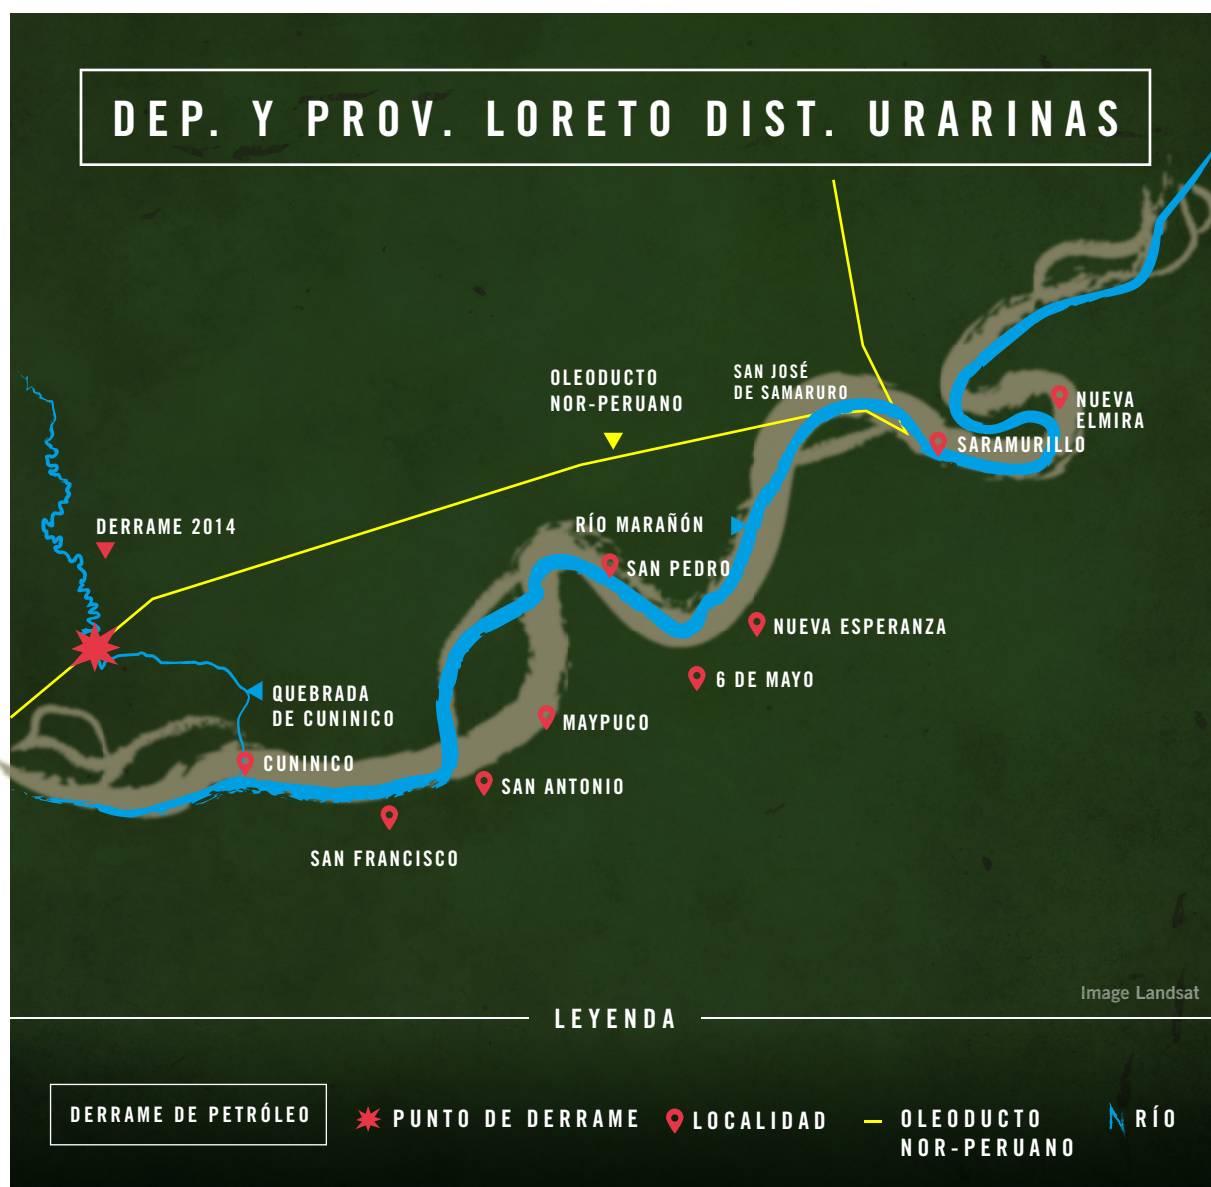 DEP. Y PROV. LORETO DIST. URARINAS
SAN JOSÉ
DE SAMARURO
OLEODUCTO
NOR-PERUANO
NUEVA
ELMIRA
SARAMURILLO
DERRAME 2014
RÍO MARAÑÓN
SAN PEDRO
NUEVA ESPERANZA
6 DE MAYO
QUEBRADA
DE CUNINICO
MAYPUCO
CUNINICO
SAN ANTONIO
SAN FRANCISCO
Image Landsat
LEYENDA
DERRAME DE PETRÓLEO
PUNTO DE DERRAME
LOCALIDAD
OLEODUCTO
NOR-PERUANO
RÍO